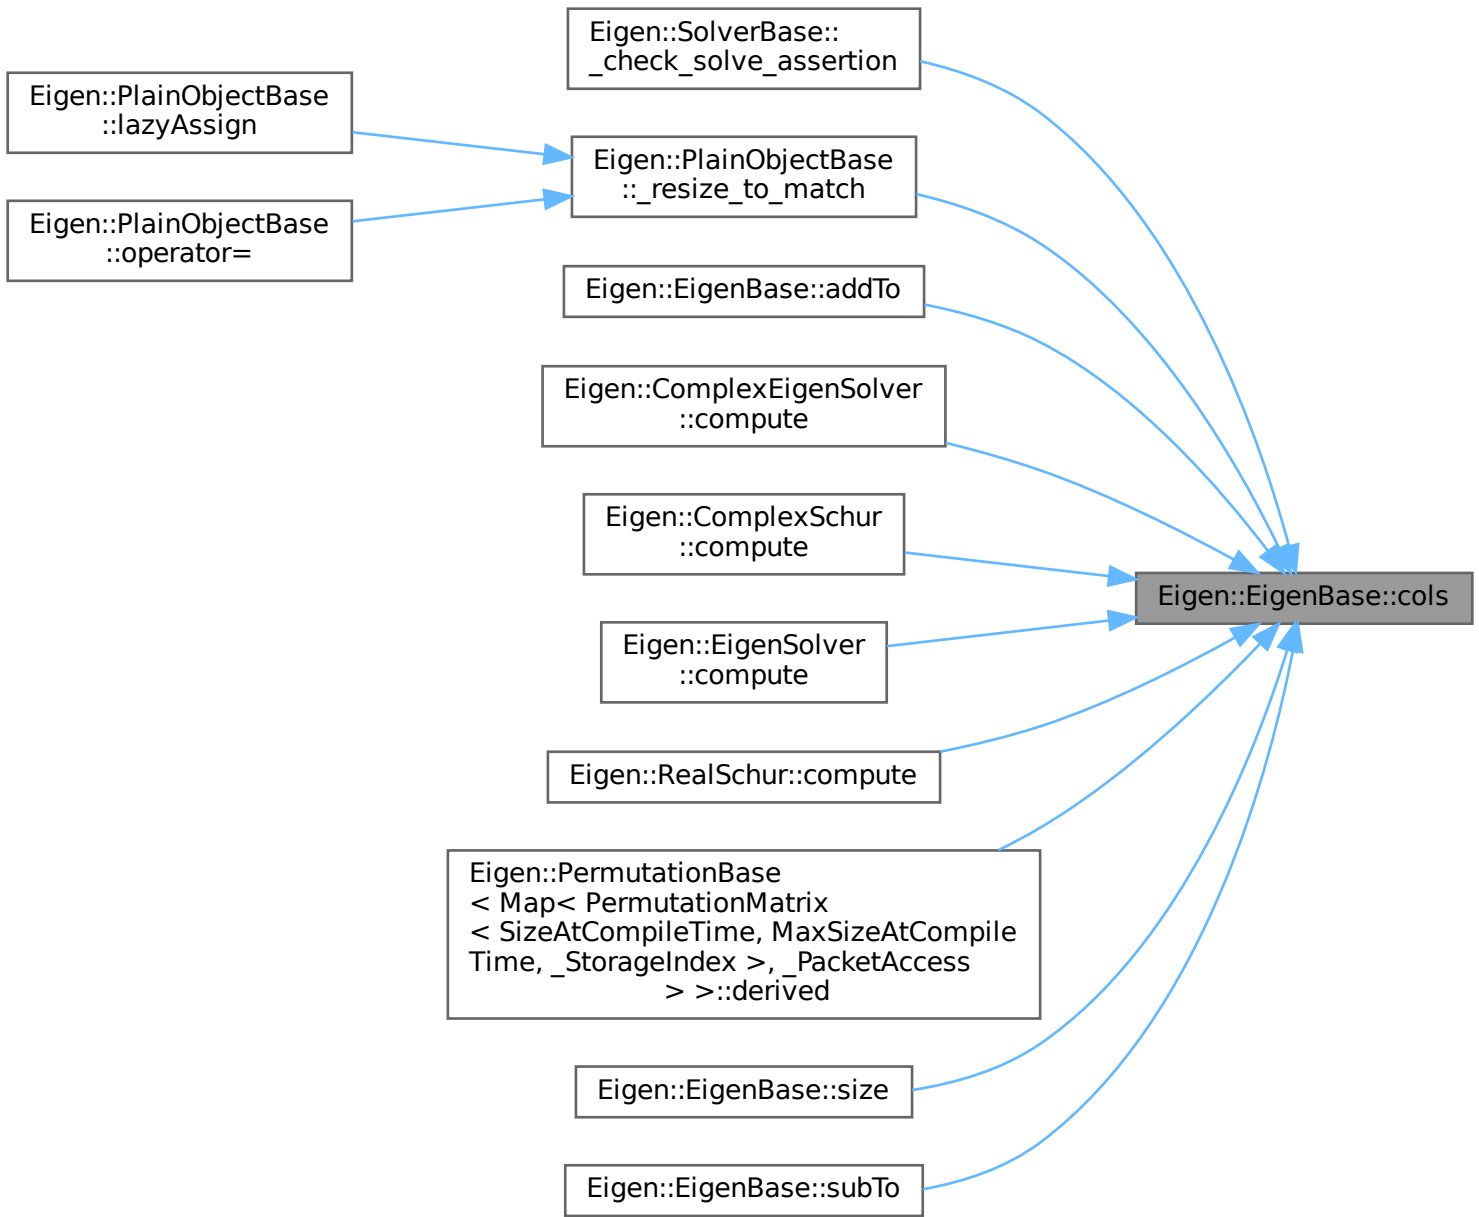 Eigen::SolverBase::
_check_solve_assertion
Eigen::PlainObjectBase
::lazyAssign
Eigen::PlainObjectBase
::_resize_to_match
Eigen::PlainObjectBase
::operator=
Eigen::EigenBase::addTo
Eigen::ComplexEigenSolver
::compute
Eigen::ComplexSchur
::compute
Eigen::EigenBase::cols
Eigen::EigenSolver
::compute
Eigen::RealSchur::compute
Eigen::PermutationBase
< Map< PermutationMatrix
< SizeAtCompileTime, MaxSizeAtCompile
Time, _StorageIndex >, _PacketAccess
> >::derived
Eigen::EigenBase::size
Eigen::EigenBase::subTo